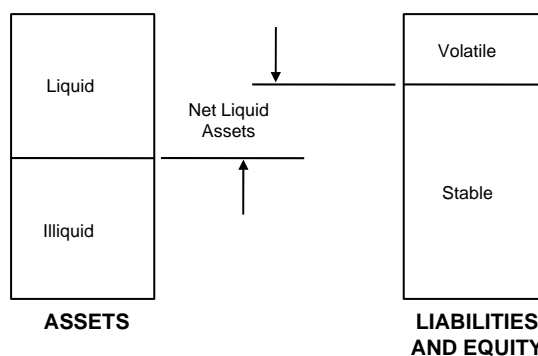 Liquid
Illiquid
ASSETS
Net Liquid
Assets
Volatile
Stable
LIABILITIES
AND EQUITY